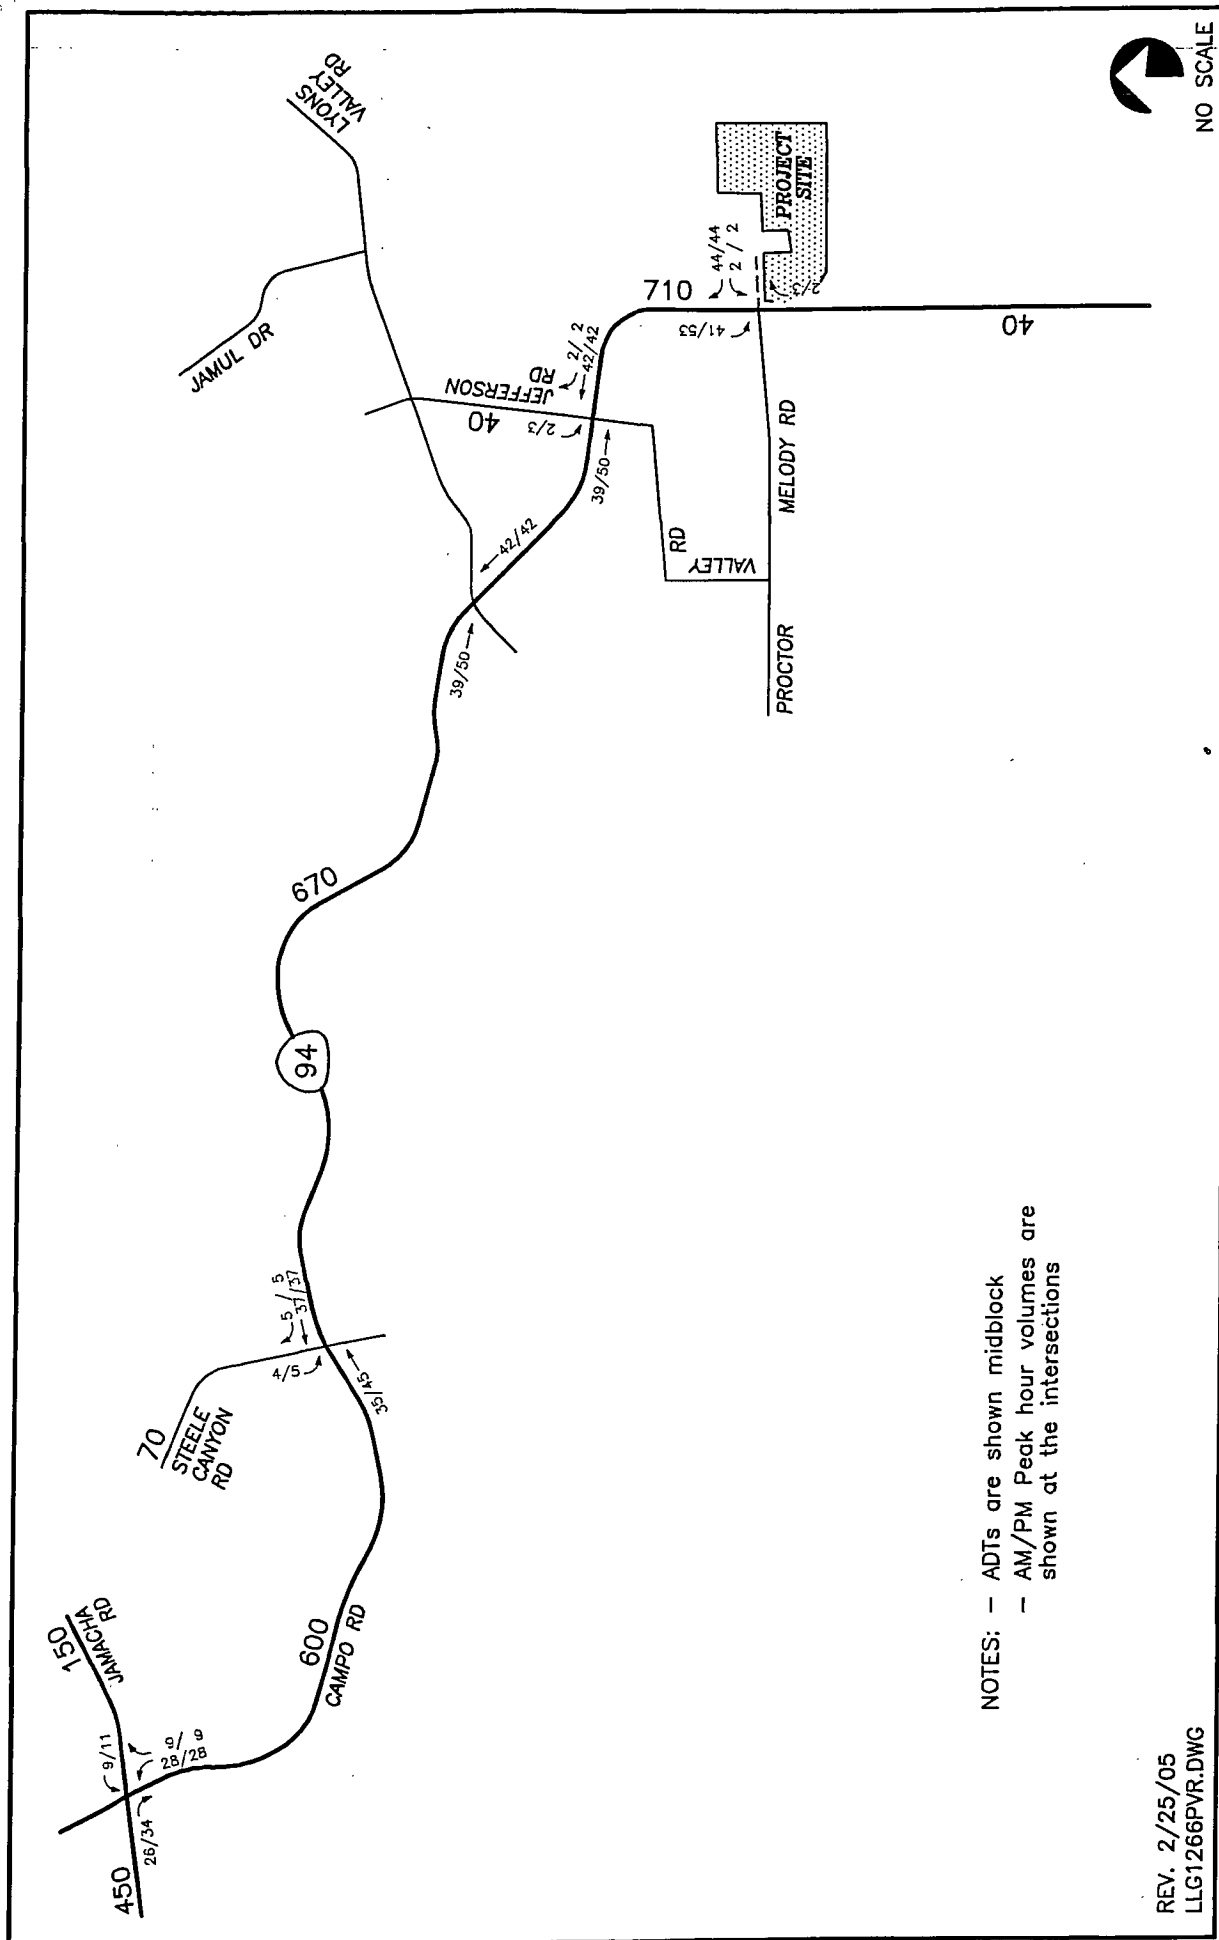 NO SCALE
LYONS
VALLEY
RD
JAMUL DR
PROJECT
SITE
44/44
2 / 2
2/3
710
41/53
40
JEFFERSON
RD
2/ 2
42/42
40
2/3
39/50
MELODY RD
VALLEY
RD
PROCTOR
42/42
39/50
670
94
5 / 5
37/37
4/5
35/45
70
STEELE
CANYON
RD
150
JAMACHA
RD
600
CAMPO RD
9/11
9/ 9
28/28
26/34
450
NOTES: - ADTs are shown midblock
- AM/PM Peak hour volumes are
shown at the intersections
REV. 2/25/05
LLG1266PVR.DWG